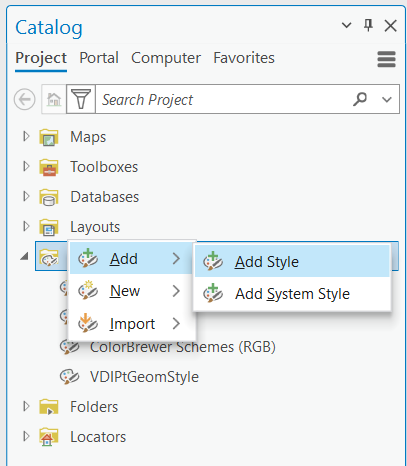 Catalog
Project Portal Computer Favorites
Search Project
Maps
Toolboxes
Databases
Layouts
Add
Add Style
New
Add System Style
Import
ColorBrewer Schemes (RGB)
VDIPtGeomStyle
Folders
Locators